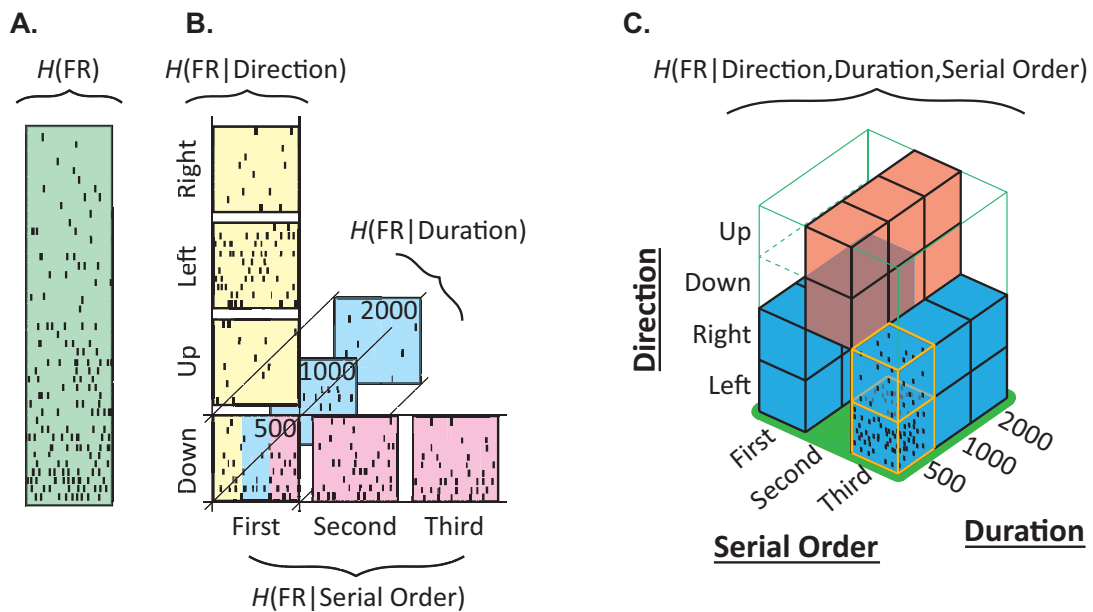 A.
B.
C.
H(FR)
H(FR|Direction)
H(FR|Direction,Duration,Serial Order)
Right
Left
Up
Down
H(FR|Duration)
2000
1000
500
First
Second
Third
H(FR|Serial Order)
Direction
Up
Down
Right
Left
First
Second
Third
500
1000
2000
Serial Order
Duration